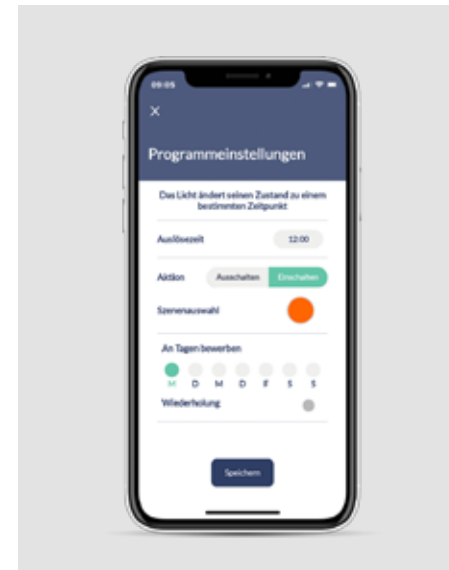 09:05
Programmeinstellungen
Das Licht ändert seinen Zustand zu einem
bestimmten Zeitpunkt
Auslösezeit 12:00
Aktion Ausschalten Einschalten
Szenenauswahl
An Tagen bewerben
M D M D F S S
Wiederholung
Speichern